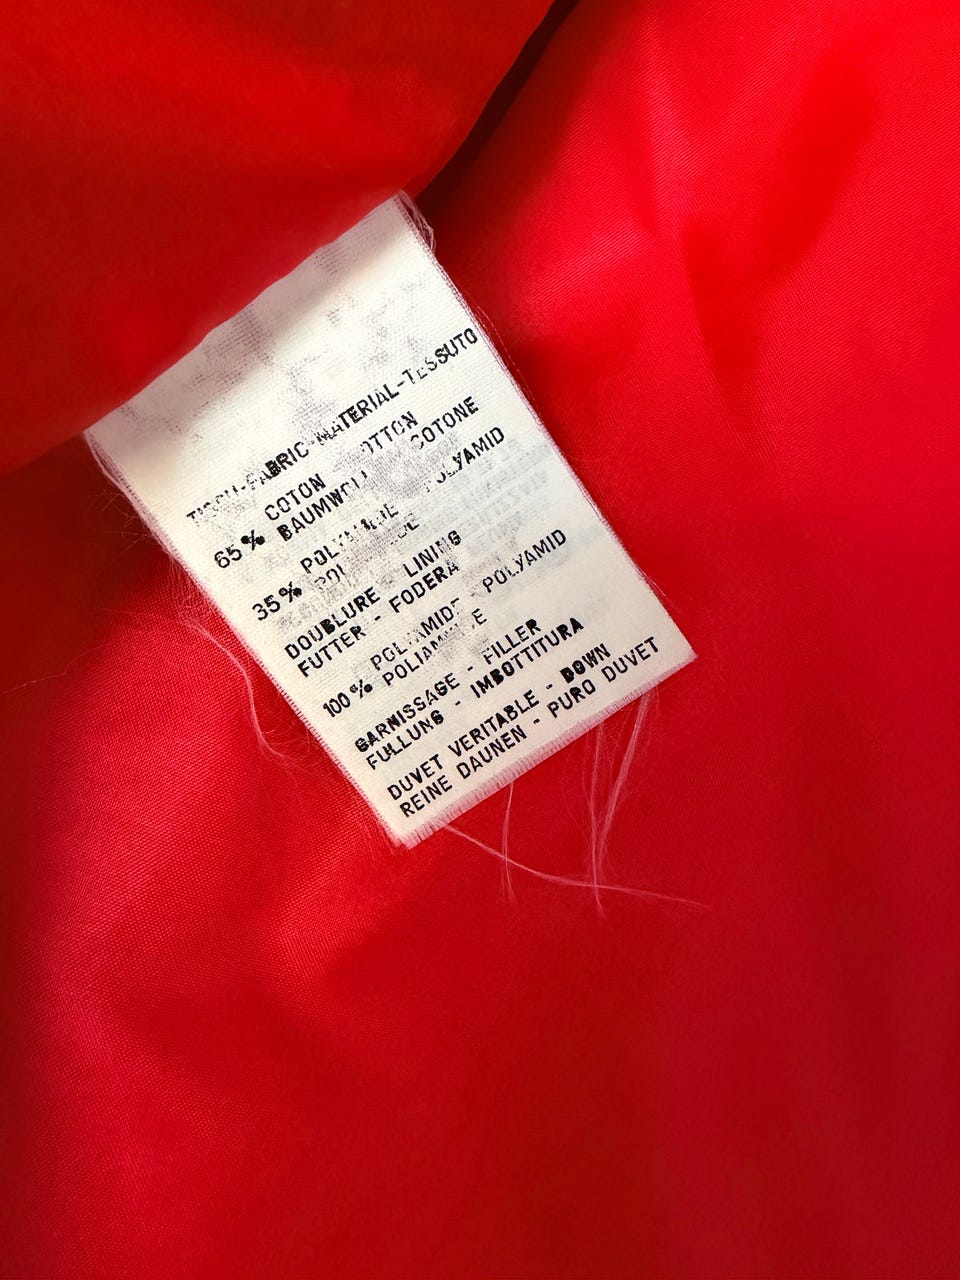 TISSU-FABRIC-MATERIAL-TESSUTO
65% COTON COTTON
BAUMWOLLE COTONE
35% POLYAMIDE POLYAMID
DOUBLURE - LINING
FUTTER - FODERA
100% POLIAMIDE - POLYAMID
POLIAMMIDE
GARNISSAGE - FILLER
FULLUNG - IMBOTTITURA
DUVET VERITABLE - DOWN
REINE DAUNEN - PURO DUVET